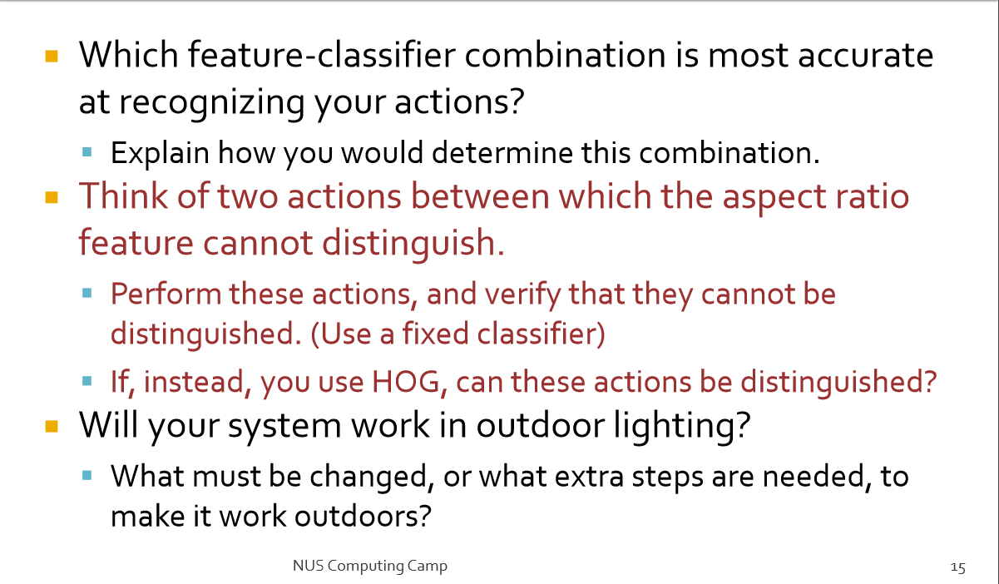 Which feature-classifier combination is most accurate
at recognizing your actions?
Explain how you would determine this combination.
Think of two actions between which the aspect ratio
feature cannot distinguish.
Perform these actions, and verify that they cannot be
distinguished. (Use a fixed classifier)
If, instead, you use HOG, can these actions be distinguished?
Will your system work in outdoor lighting?
What must be changed, or what extra steps are needed, to
make it work outdoors?
NUS Computing Camp
15